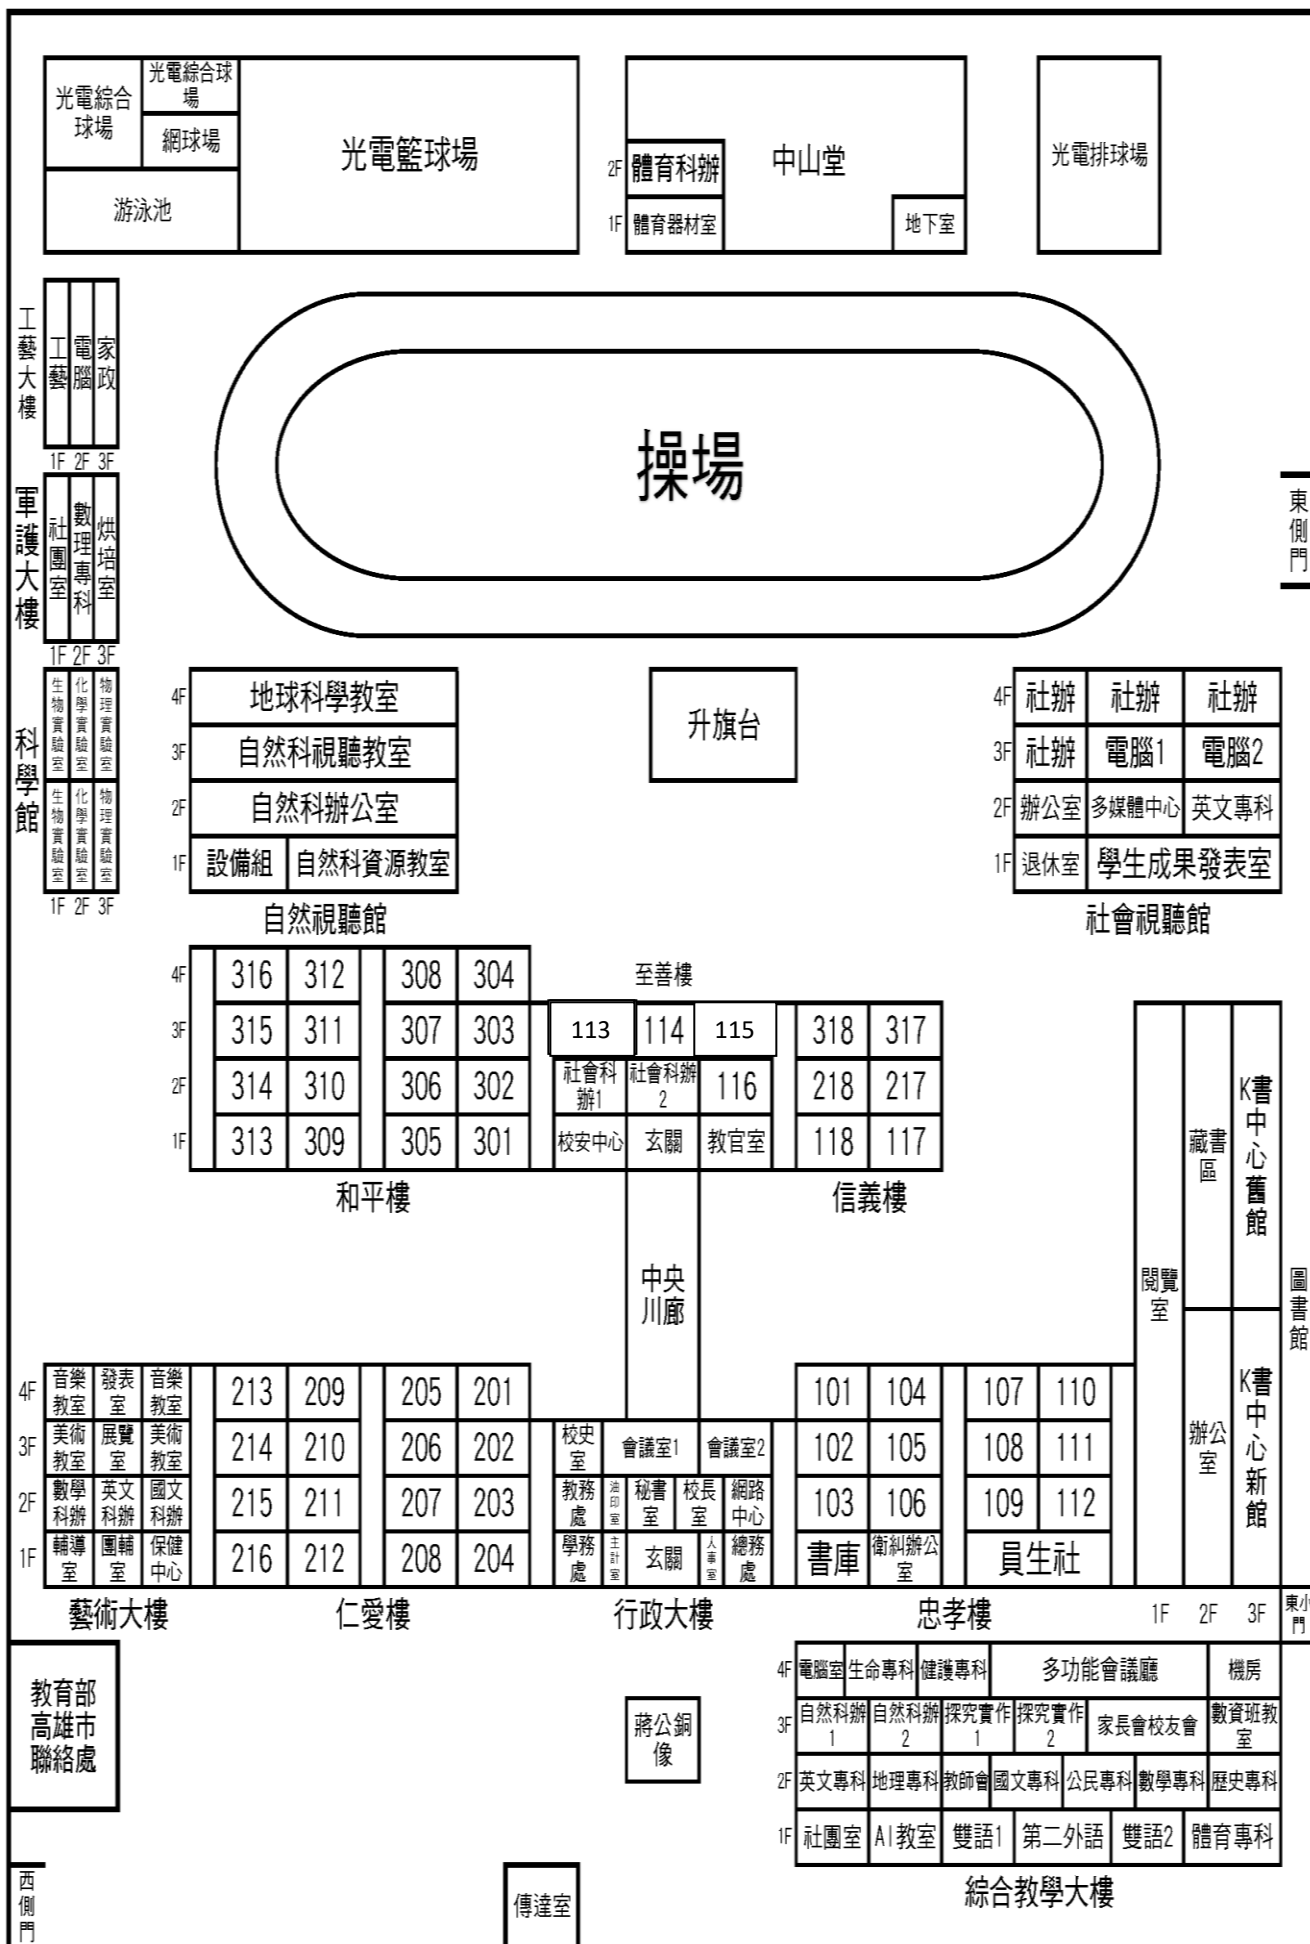 光電綜合
球場
光電綜合球
場
網球場
游泳池
光電籃球場
中山堂
2F 體育科辦
1F 體育器材室
地下室
光電排球場
工藝大樓
工藝 電腦 家政
1F 2F 3F
操場
東側門
軍護大樓
社團室 數理專科 烘培室
1F 2F 3F
科學館
生物實驗室 化學實驗室 物理實驗室
生物實驗室 化學實驗室 物理實驗室
1F 2F 3F
4F 地球科學教室
3F 自然科視聽教室
2F 自然科辦公室
1F 設備組 自然科資源教室
自然視聽館
升旗台
4F 社辦 社辦 社辦
3F 社辦 電腦1 電腦2
2F 辦公室 多媒體中心 英文專科
1F 退休室 學生成果發表室
社會視聽館
4F 316 312 308 304
3F 315 311 307 303
2F 314 310 306 302
1F 313 309 305 301
和平樓
至善樓
113 114 115
社會科
辦1
社會科辦
2
116
校安中心 玄關 教官室
318 317
218 217
118 117
信義樓
中央
川廊
閱覽
室
藏書
區
辦公
室
K書中心舊館
K書中心新館
圖書館
1F 2F 3F
東小
門
4F 音樂
教室
發表
室
音樂
教室
3F 美術
教室
展覽
室
美術
教室
2F 數學
科辦
英文
科辦
國文
科辦
1F 輔導
室
團輔
室
保健
中心
藝術大樓
213 209 205 201
214 210 206 202
215 211 207 203
216 212 208 204
仁愛樓
校史
室
會議室1 會議室2
教務
處
油印室
秘書
室
校長
室
網路
中心
學務
處
主計室
玄關
人事室
總務
處
行政大樓
101 104 107 110
102 105 108 111
103 106 109 112
書庫
衛糾辦公
室
員生社
忠孝樓
教育部
高雄市
聯絡處
蔣公銅
像
4F 電腦室 生命專科 健護專科 多功能會議廳 機房
3F 自然科辦
1
自然科辦
2
探究實作
1
探究實作
2
家長會校友會
數資班教
室
2F 英文專科 地理專科 教師會 國文專科 公民專科 數學專科 歷史專科
1F 社團室 AI教室 雙語1 第二外語 雙語2 體育專科
綜合教學大樓
西側門
傳達室